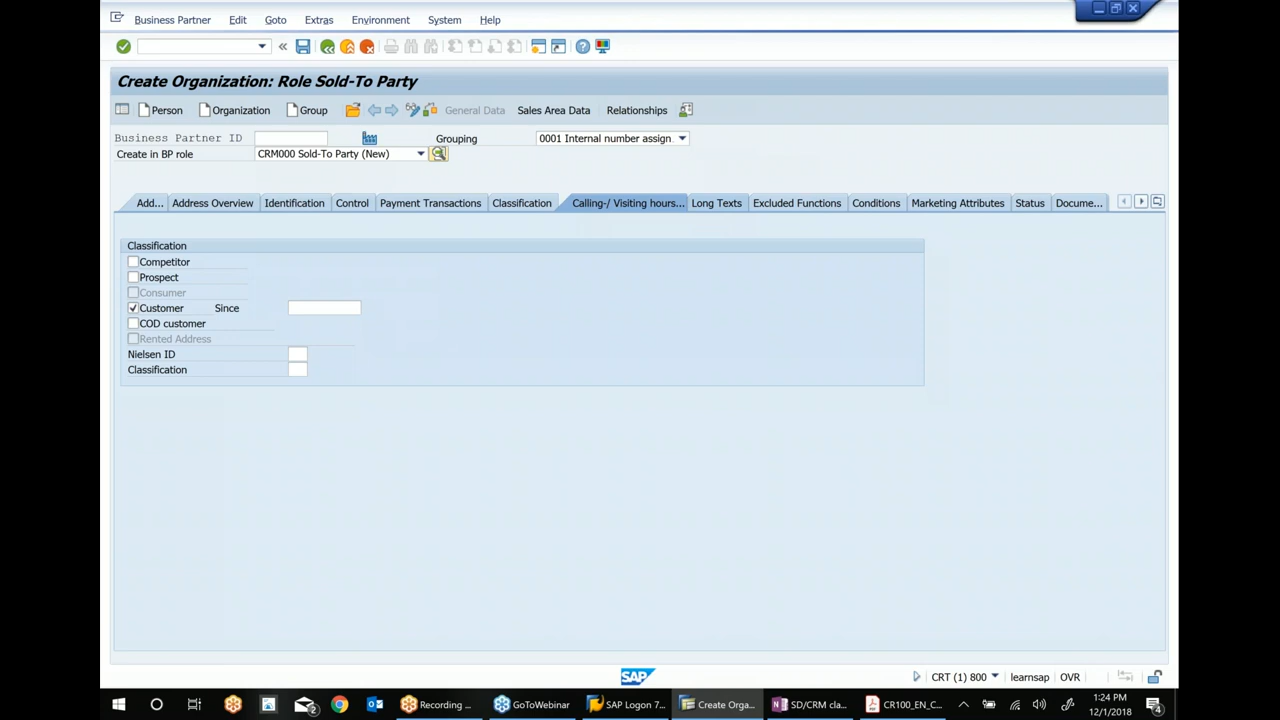 Business Partner Edit Goto Extras Environment System Help
Create Organization: Role Sold-To Party
Person Organization Group General Data Sales Area Data Relationships
Business Partner ID Grouping 0001 Internal number assign
Create in BP role CRM000 Sold-To Party (New)
Add... Address Overview Identification Control Payment Transactions Classification Calling-/ Visiting hours... Long Texts Excluded Functions Conditions Marketing Attributes Status Docume...
Classification
Competitor
Prospect
Consumer
Customer Since
COD customer
Rented Address
Nielsen ID
Classification
SAP CRT (1) 800 learnsap OVR
Recording ... GoToWebinar SAP Logon 7... Create Orga... SD/CRM cla... CR100_EN_C... 1:24 PM
12/1/2018